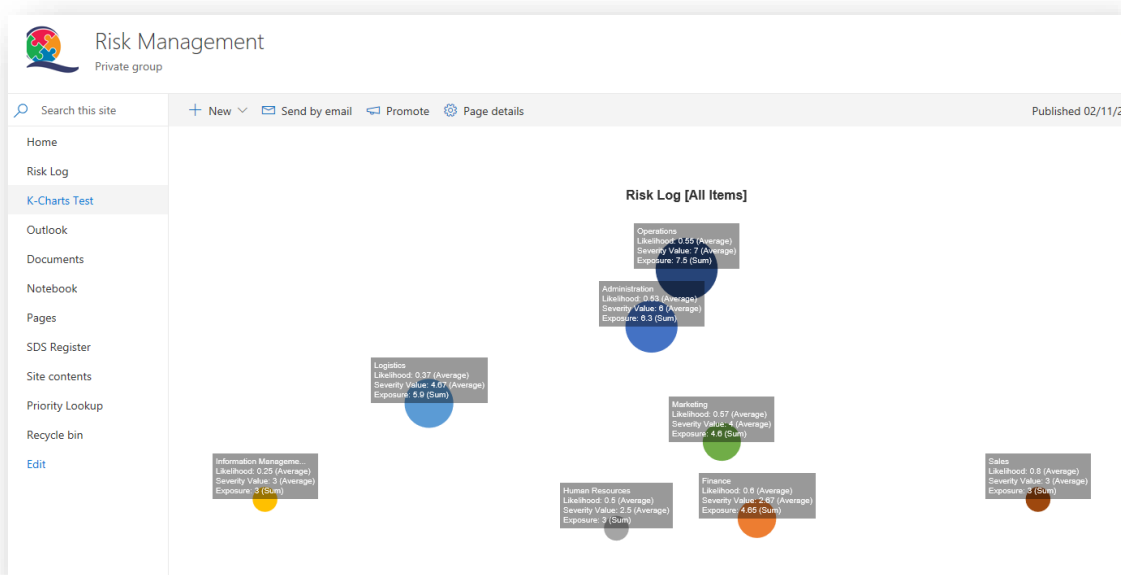 Risk Management
Private group
Search this site
New
Send by email
Promote
Page details
Published 02/11/2
Home
Risk Log
K-Charts Test
Outlook
Documents
Notebook
Pages
SDS Register
Site contents
Priority Lookup
Recycle bin
Edit
Risk Log [All Items]
Operations
Likelihood: 0.55 (Average)
Severity Value: 7 (Average)
Exposure: 7.5 (Sum)
Administration
Likelihood: 0.53 (Average)
Severity Value: 6 (Average)
Exposure: 6.3 (Sum)
Logistics
Likelihood: 0.37 (Average)
Severity Value: 4.67 (Average)
Exposure: 5.9 (Sum)
Marketing
Likelihood: 0.57 (Average)
Severity Value: 4 (Average)
Exposure: 4.6 (Sum)
Information Manageme...
Likelihood: 0.25 (Average)
Severity Value: 3 (Average)
Exposure: 3 (Sum)
Human Resources
Likelihood: 0.5 (Average)
Severity Value: 2.5 (Average)
Exposure: 3 (Sum)
Finance
Likelihood: 0.6 (Average)
Severity Value: 2.67 (Average)
Exposure: 4.65 (Sum)
Sales
Likelihood: 0.8 (Average)
Severity Value: 3 (Average)
Exposure: 3 (Sum)